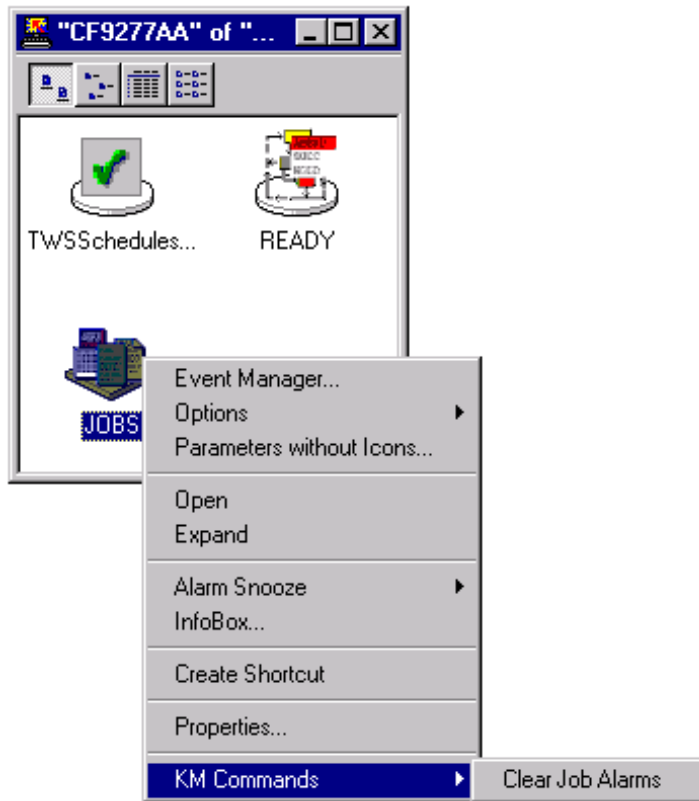 "CF9277AA" of "...
TWSSchedules...
READY
JOBS
Event Manager...
Options
Parameters without Icons...
Open
Expand
Alarm Snooze
InfoBox...
Create Shortcut
Properties...
KM Commands
Clear Job Alarms